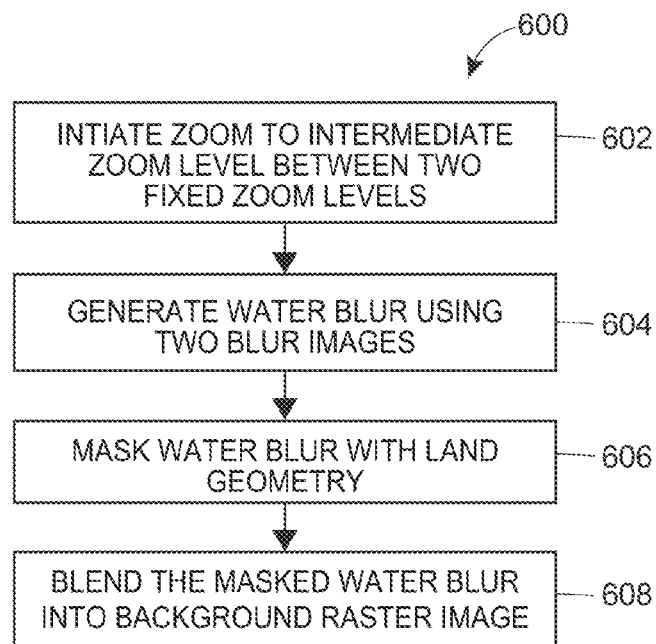 600
INTIATE ZOOM TO INTERMEDIATE
ZOOM LEVEL BETWEEN TWO
FIXED ZOOM LEVELS
602
GENERATE WATER BLUR USING
TWO BLUR IMAGES
604
MASK WATER BLUR WITH LAND
GEOMETRY
606
BLEND THE MASKED WATER BLUR
INTO BACKGROUND RASTER IMAGE
608